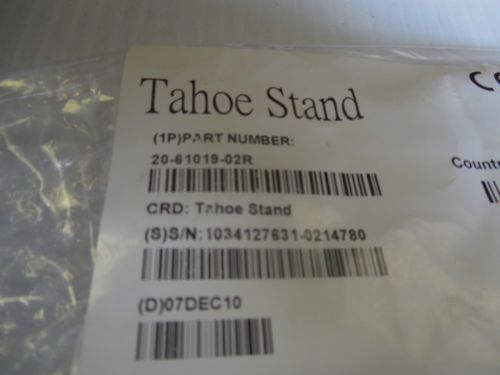 Tahoe Stand
(1P)PART NUMBER:
20-61019-02R
CRD: Tahoe Stand
(S)S/N:1034127631-0214780
(D)07DEC10